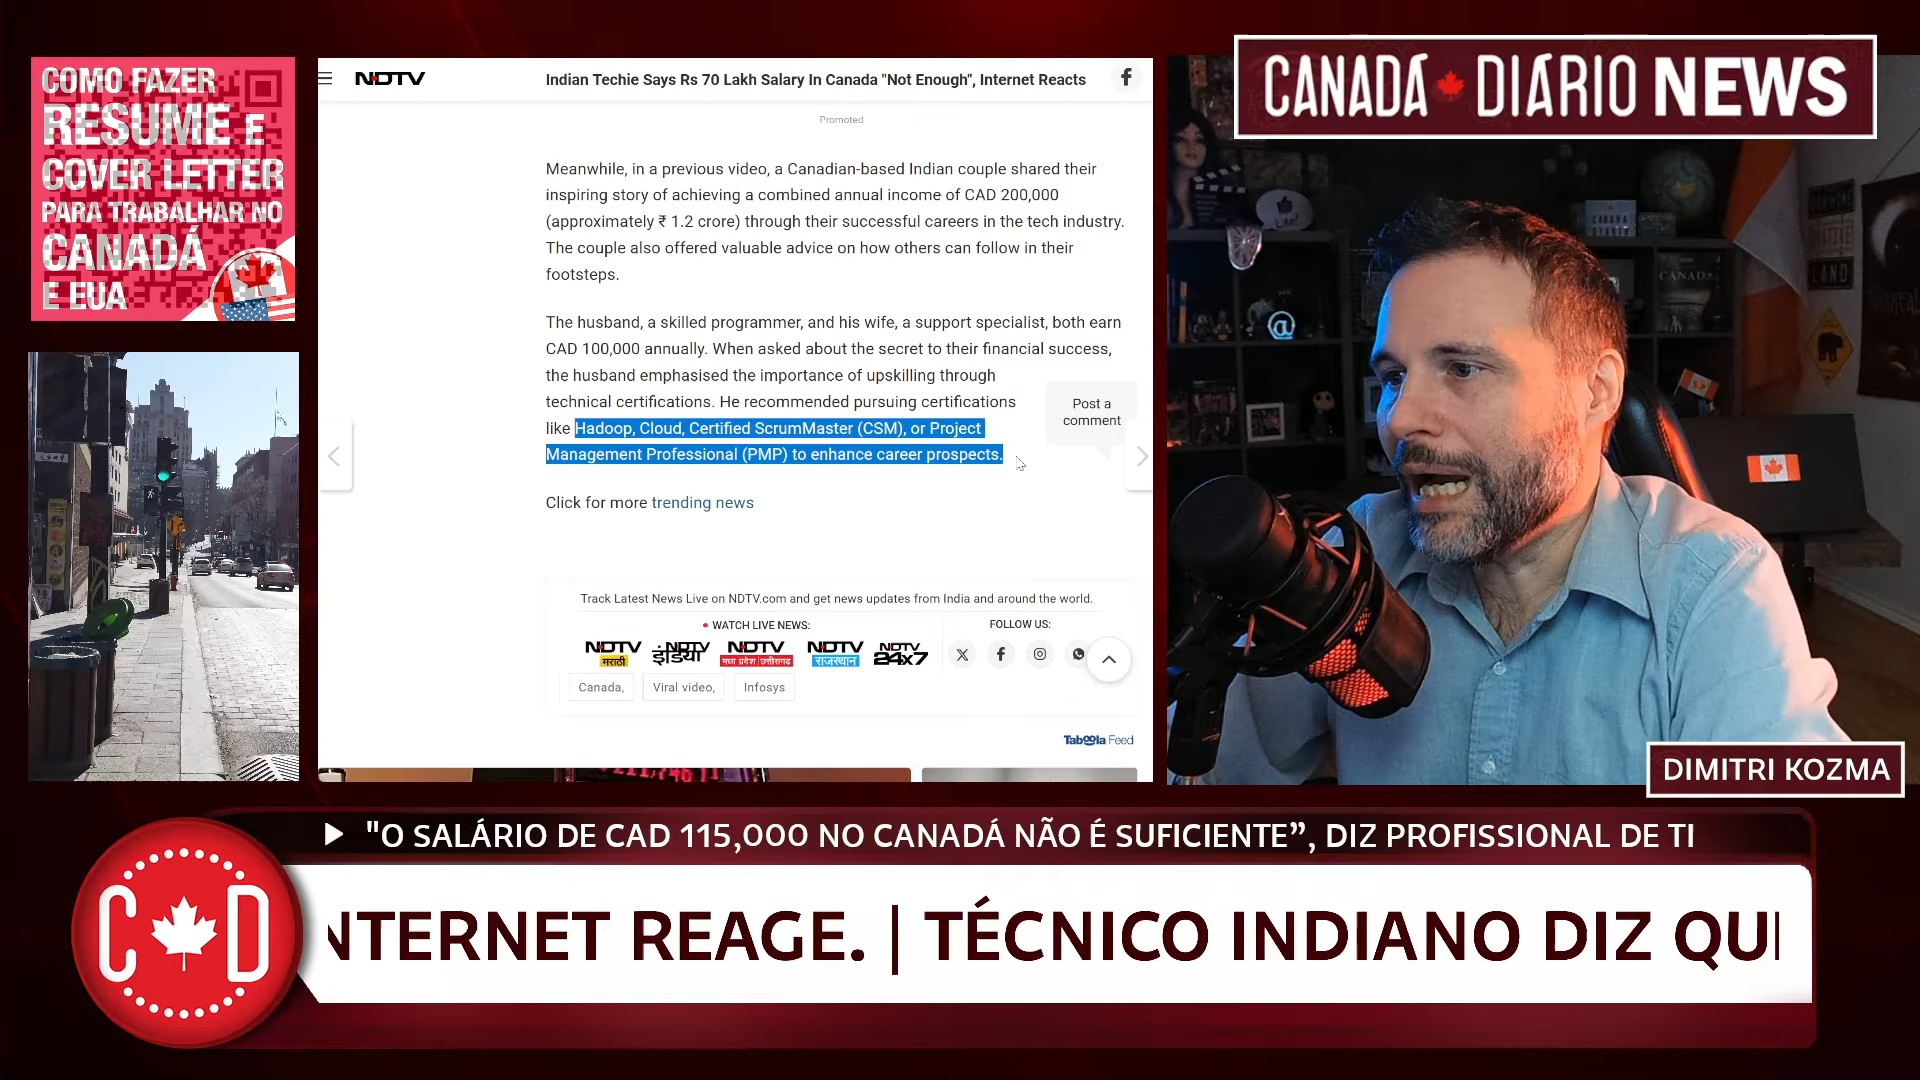 COMO FAZER
RESUME E
COVER LETTER
PARA TRABALHAR NO
CANADÁ
E EUA
NDTV
Indian Techie Says Rs 70 Lakh Salary In Canada "Not Enough", Internet Reacts
Promoted
Meanwhile, in a previous video, a Canadian-based Indian couple shared their
inspiring story of achieving a combined annual income of CAD 200,000
(approximately ₹ 1.2 crore) through their successful careers in the tech industry.
The couple also offered valuable advice on how others can follow in their
footsteps.
The husband, a skilled programmer, and his wife, a support specialist, both earn
CAD 100,000 annually. When asked about the secret to their financial success,
the husband emphasised the importance of upskilling through
technical certifications. He recommended pursuing certifications
like Hadoop, Cloud, Certified ScrumMaster (CSM), or Project
Management Professional (PMP) to enhance career prospects.
Post a
comment
Click for more trending news
Track Latest News Live on NDTV.com and get news updates from India and around the world.
• WATCH LIVE NEWS:
FOLLOW US:
NDTV मराठी
NDTV इंडिया
NDTV मध्य प्रदेश | छत्तीसगढ़
NDTV राजस्थान
NDTV 24x7
Canada,
Viral video,
Infosys
Taboola Feed
CANADÁ DIÁRIO NEWS
CANADA
@
DIMITRI KOZMA
"O SALÁRIO DE CAD 115,000 NO CANADÁ NÃO É SUFICIENTE”, DIZ PROFISSIONAL DE TI
C D
NTERNET REAGE. | TÉCNICO INDIANO DIZ QUE